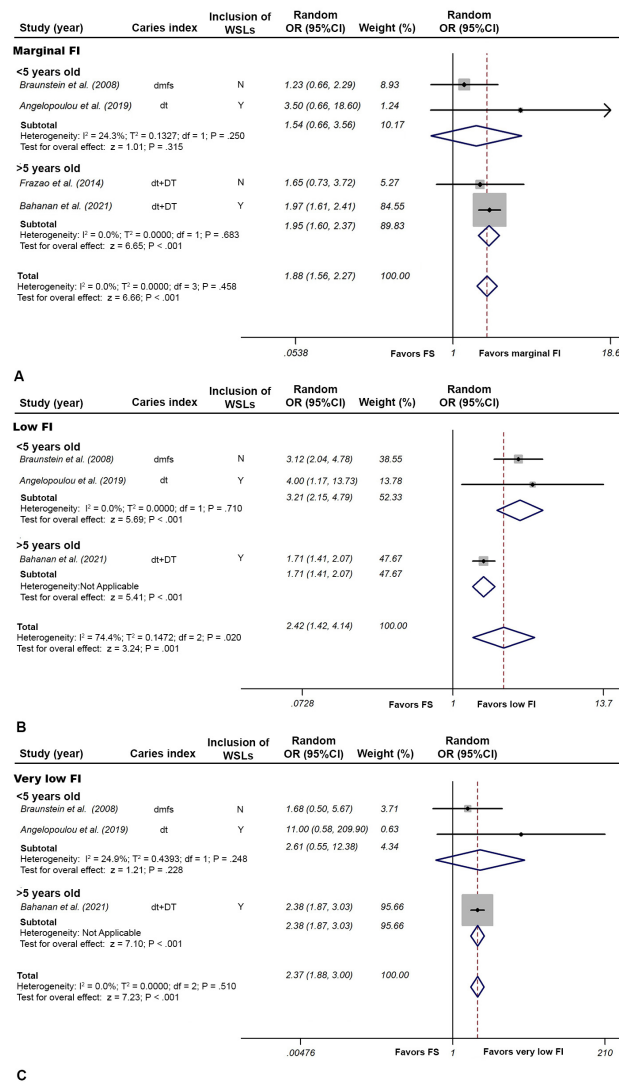 Study (year) Caries index Inclusion of WSLs Random OR (95%CI) Weight (%) Random OR (95%CI)
Marginal FI
<5 years old
Braunstein et al. (2008) dmfs N 1.23 (0.66, 2.29) 8.93
Angelopoulou et al. (2019) dt Y 3.50 (0.66, 18.60) 1.24
Subtotal 1.54 (0.66, 3.56) 10.17
Heterogeneity: I² = 24.3%; T² = 0.1327; df = 1; P = .250
Test for overall effect: z = 1.01; P = .315
>5 years old
Frazao et al. (2014) dt+DT N 1.65 (0.73, 3.72) 5.27
Bahanan et al. (2021) dt+DT Y 1.97 (1.61, 2.41) 84.55
Subtotal 1.95 (1.60, 2.37) 89.83
Heterogeneity: I² = 0.0%; T² = 0.0000; df = 1; P = .683
Test for overal effect: z = 6.65; P < .001
Total 1.88 (1.56, 2.27) 100.00
Heterogeneity: I² = 0.0%; T² = 0.0000; df = 3; P = .458
Test for overal effect: z = 6.66; P < .001
.0538 Favors FS 1 Favors marginal FI 18.6
A
Study (year) Caries index Inclusion of WSLs Random OR (95%CI) Weight (%) Random OR (95%CI)
Low FI
<5 years old
Braunstein et al. (2008) dmfs N 3.12 (2.04, 4.78) 38.55
Angelopoulou et al. (2019) dt Y 4.00 (1.17, 13.73) 13.78
Subtotal 3.21 (2.15, 4.79) 52.33
Heterogeneity: I² = 0.0%; T² = 0.0000; df = 1; P = .710
Test for overall effect: z = 5.69; P < .001
>5 years old
Bahanan et al. (2021) dt+DT Y 1.71 (1.41, 2.07) 47.67
Subtotal 1.71 (1.41, 2.07) 47.67
Heterogeneity:Not Applicable
Test for overall effect: z = 5.41; P < .001
Total 2.42 (1.42, 4.14) 100.00
Heterogeneity: I² = 74.4%; T² = 0.1472; df = 2; P = .020
Test for overall effect: z = 3.24; P = .001
.0728 Favors FS 1 Favors low FI 13.7
B
Study (year) Caries index Inclusion of WSLs Random OR (95%CI) Weight (%) Random OR (95%CI)
Very low FI
<5 years old
Braunstein et al. (2008) dmfs N 1.68 (0.50, 5.67) 3.71
Angelopoulou et al. (2019) dt Y 11.00 (0.58, 209.90) 0.63
Subtotal 2.61 (0.55, 12.38) 4.34
Heterogeneity: I² = 24.9%; T² = 0.4393; df = 1; P = .248
Test for overall effect: z = 1.21; P = .228
>5 years old
Bahanan et al. (2021) dt+DT Y 2.38 (1.87, 3.03) 95.66
Subtotal 2.38 (1.87, 3.03) 95.66
Heterogeneity: Not Applicable
Test for overall effect: z = 7.10; P < .001
Total 2.37 (1.88, 3.00) 100.00
Heterogeneity: I² = 0.0%; T² = 0.0000; df = 2; P = .510
Test for overal effect: z = 7.23; P < .001
.00476 Favors FS 1 Favors very low FI 210
C